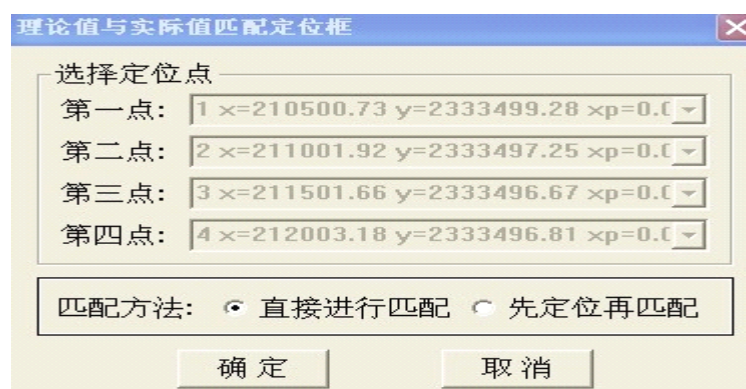 理论值与实际值匹配定位框
选择定位点
第一点: 1 x=210500.73 y=2333499.28 xp=0.0
第二点: 2 x=211001.92 y=2333497.25 xp=0.0
第三点: 3 x=211501.66 y=2333496.67 xp=0.0
第四点: 4 x=212003.18 y=2333496.81 xp=0.0
匹配方法: 直接进行匹配 先定位再匹配
确定 取消